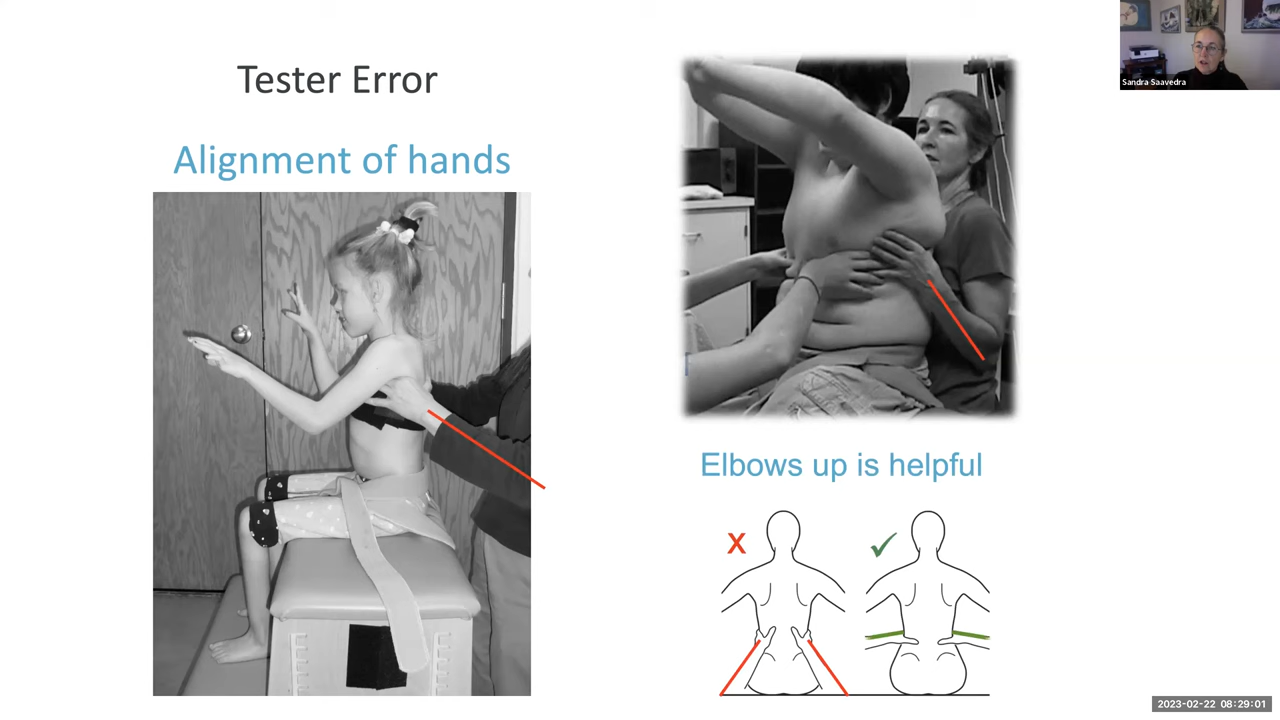 Tester Error
Alignment of hands
Sandra Saavedra
Elbows up is helpful
X
2023-02-22 08:29:01